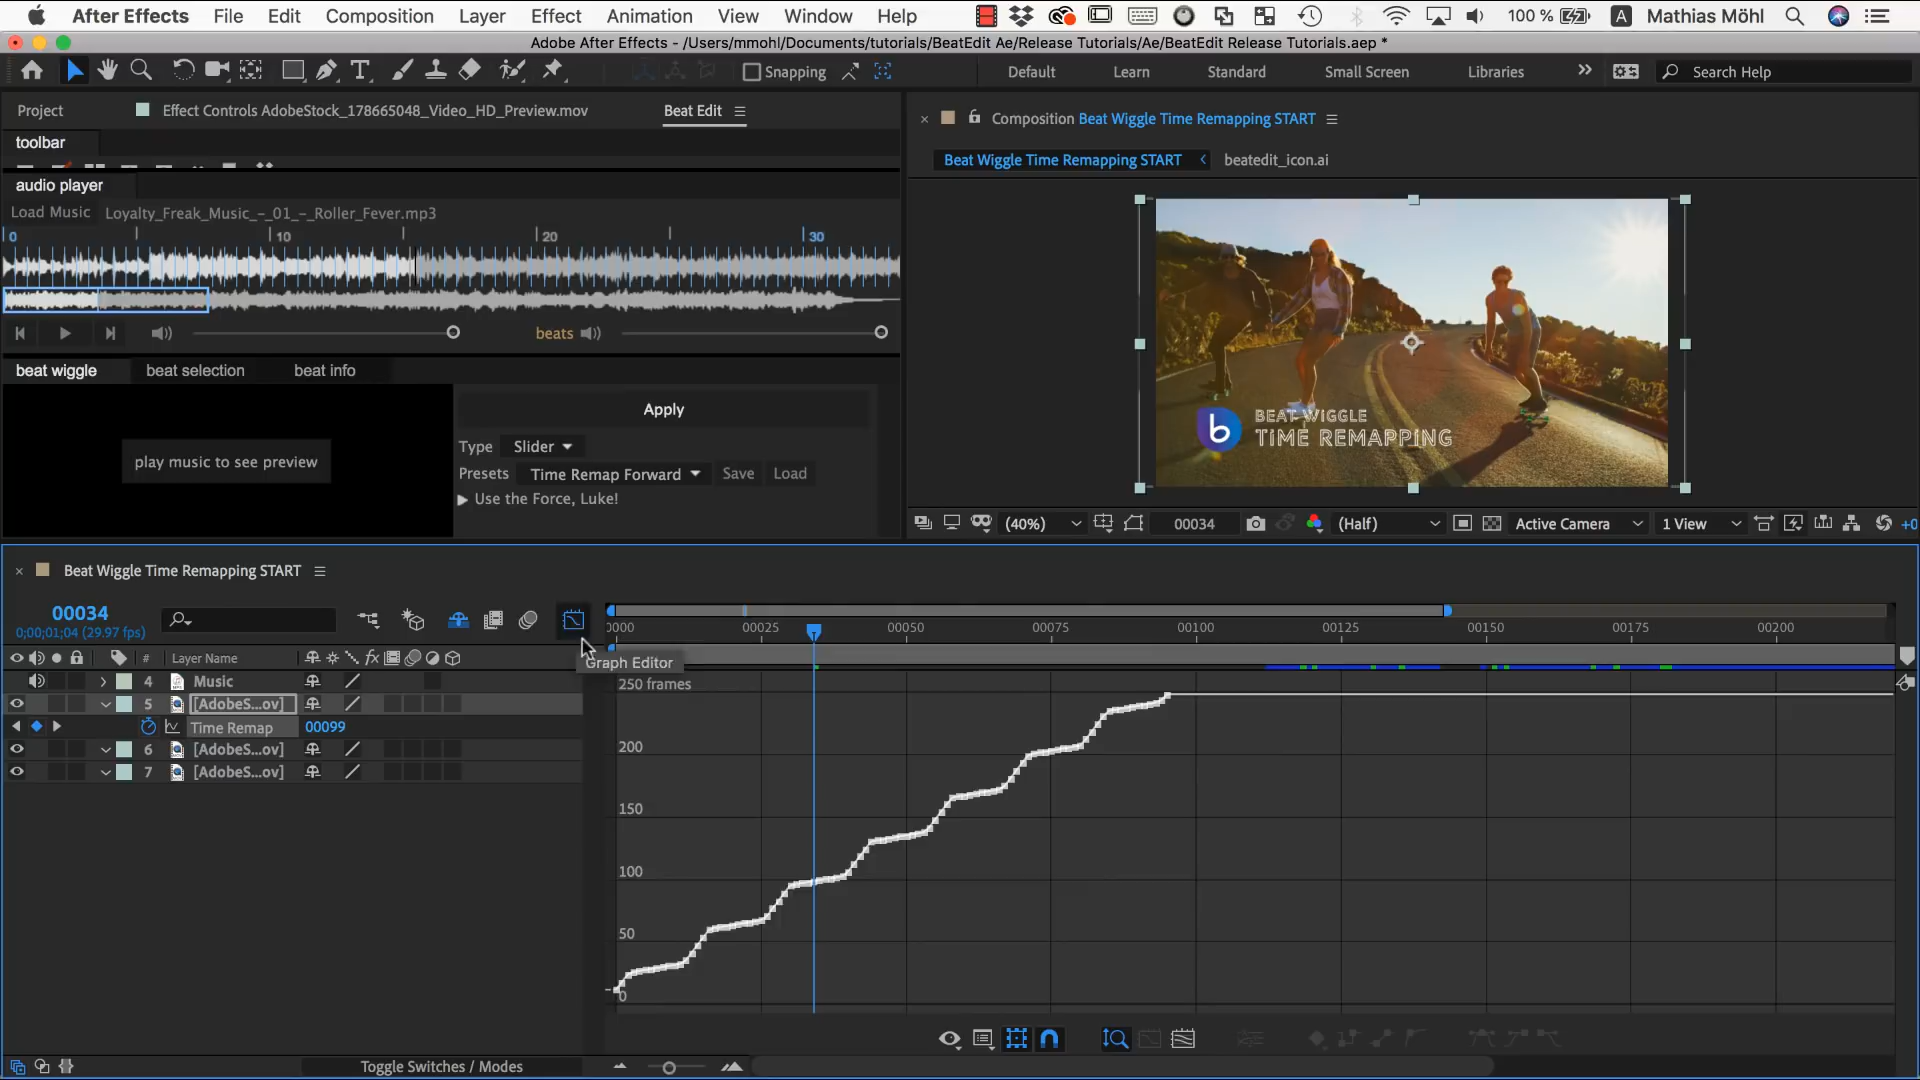 After Effects File Edit Composition Layer Effect Animation View Window Help 100 % A Mathias Möhl
Adobe After Effects - /Users/mmohl/Documents/tutorials/BeatEdit Ae/Release Tutorials/Ae/BeatEdit Release Tutorials.aep *
Snapping Default Learn Standard Small Screen Libraries Search Help
Project Effect Controls AdobeStock_178665048_Video_HD_Preview.mov Beat Edit
Composition Beat Wiggle Time Remapping START
toolbar
Beat Wiggle Time Remapping START beatedit_icon.ai
audio player
Load Music Loyalty_Freak_Music_-_01_-_Roller_Fever.mp3
0 10 20 30
beats
beat wiggle beat selection beat info
Apply
b BEAT WIGGLE
TIME REMAPPING
Type Slider
play music to see preview
Presets Time Remap Forward Save Load
Use the Force, Luke!
(40%) 00034 (Half) Active Camera 1 View +0
Beat Wiggle Time Remapping START
00034
0;00;01;04 (29.97 fps)
0000 00025 00050 00075 00100 00125 00150 00175 00200
# Layer Name fx
Graph Editor
4 Music
250 frames
5 [AdobeS...ov]
Time Remap 00099
6 [AdobeS...ov]
200
7 [AdobeS...ov]
150
100
50
0
Toggle Switches / Modes